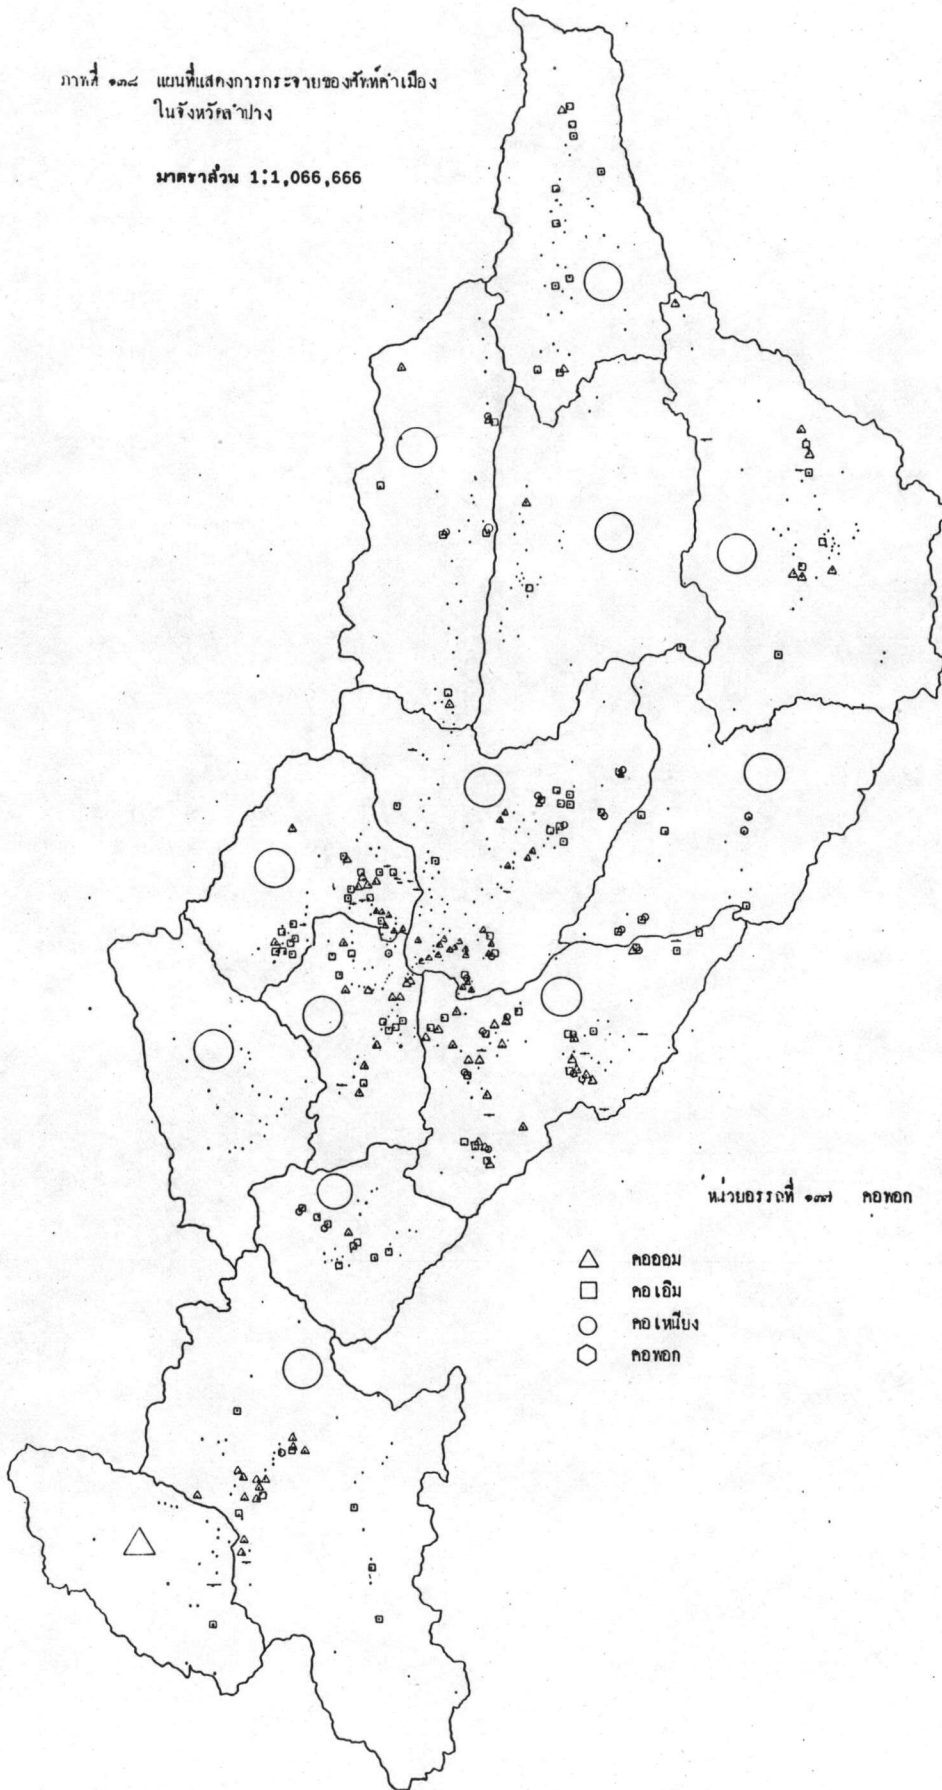 ภาพที่ ๑๓๘ แผนที่แสดงการกระจายของศัพท์คำเมือง
ในจังหวัดลำปาง
มาตราส่วน 1:1,066,666
หน่วยอรรถที่ ๑๓๗ คอพอก
คอออม
คอเอิม
คอเหนียง
คอพอก